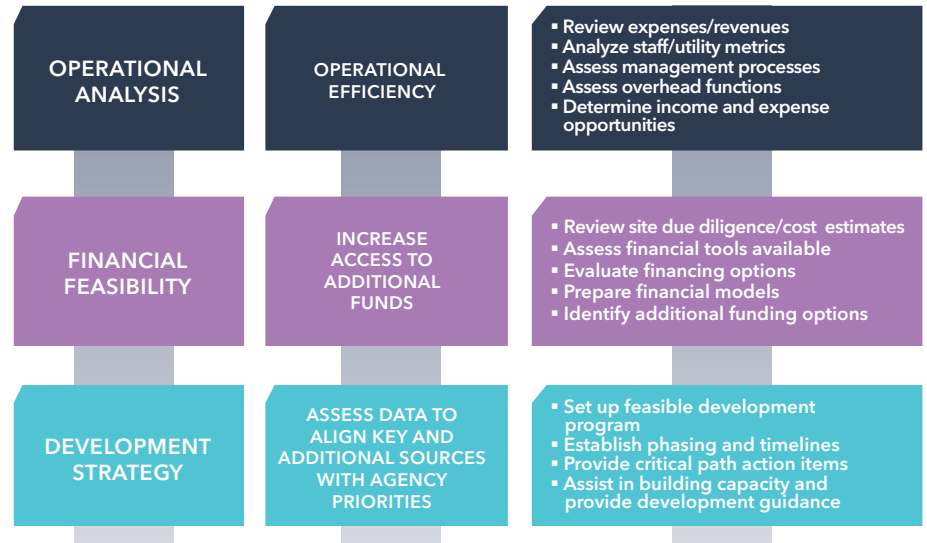 OPERATIONAL
ANALYSIS
OPERATIONAL
EFFICIENCY
▪ Review expenses/revenues
▪ Analyze staff/utility metrics
▪ Assess management processes
▪ Assess overhead functions
▪ Determine income and expense
opportunities
FINANCIAL
FEASIBILITY
INCREASE
ACCESS TO
ADDITIONAL
FUNDS
▪ Review site due diligence/cost estimates
▪ Assess financial tools available
▪ Evaluate financing options
▪ Prepare financial models
▪ Identify additional funding options
DEVELOPMENT
STRATEGY
ASSESS DATA TO
ALIGN KEY AND
ADDITIONAL SOURCES
WITH AGENCY
PRIORITIES
▪ Set up feasible development
program
▪ Establish phasing and timelines
▪ Provide critical path action items
▪ Assist in building capacity and
provide development guidance